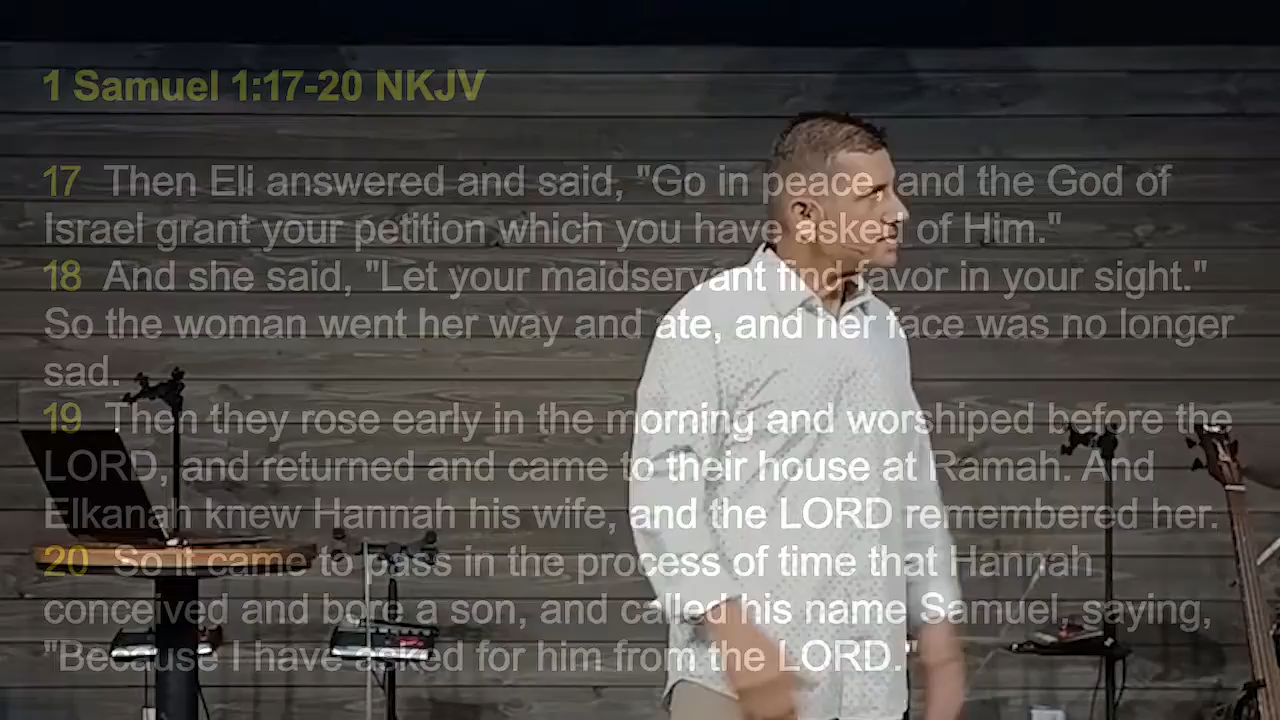 1 Samuel 1:17-20 NKJV
17 Then Eli answered and said, "Go in peace, and the God of
Israel grant your petition which you have asked of Him."
18 And she said, "Let your maidservant find favor in your sight."
So the woman went her way and ate, and her face was no longer
sad.
19 Then they rose early in the morning and worshiped before the
LORD, and returned and came to their house at Ramah. And
Elkanah knew Hannah his wife, and the LORD remembered her.
20 So it came to pass in the process of time that Hannah
conceived and bore a son, and called his name Samuel, saying,
"Because I have asked for him from the LORD."